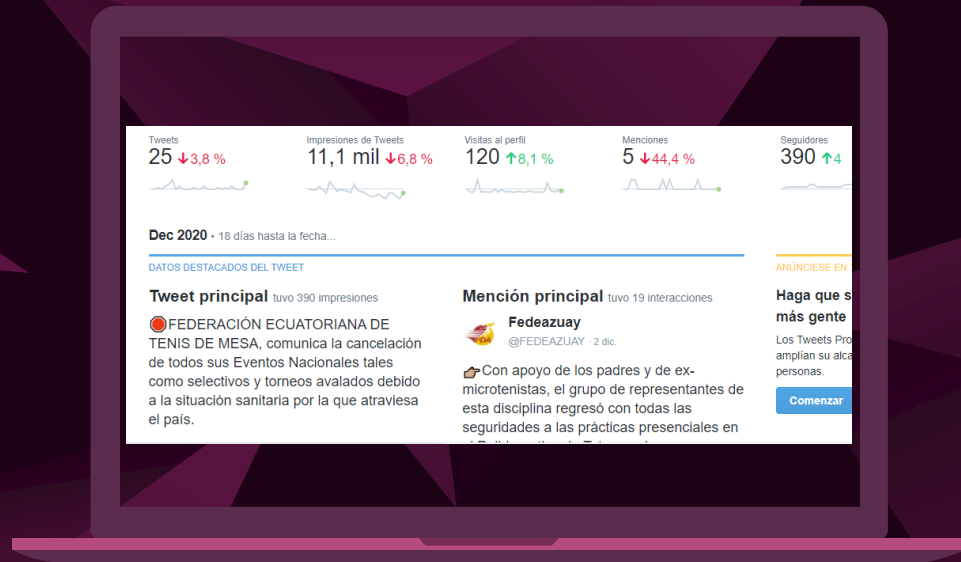 Tweets
25 ↓3,8 %
Impresiones de Tweets
11,1 mil ↓6,8 %
Visitas al perfil
120 ↑8,1 %
Menciones
5 ↓44,4 %
Seguidores
390 ↑4
Dec 2020 • 18 días hasta la fecha...
DATOS DESTACADOS DEL TWEET
Tweet principal tuvo 390 impresiones
FEDERACIÓN ECUATORIANA DE
TENIS DE MESA, comunica la cancelación
de todos sus Eventos Nacionales tales
como selectivos y torneos avalados debido
a la situación sanitaria por la que atraviesa
el país.
Mención principal tuvo 19 interacciones
FDA
Fedeazuay
@FEDEAZUAY · 2 dic.
Con apoyo de los padres y de ex-
microtenistas, el grupo de representantes de
esta disciplina regresó con todas las
seguridades a las prácticas presenciales en
ANÚNCIESE EN
Haga que s
más gente
Los Tweets Pro
amplían su alca
personas.
Comenzar